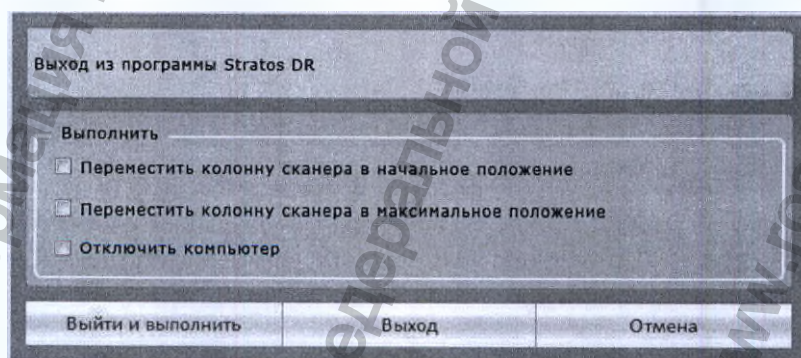 Выход из программы Stratos DR
Выполнить
Переместить колонну сканера в начальное положение
Переместить колонну сканера в максимальное положение
Отключить компьютер
Выйти и выполнить
Выход
Отмена